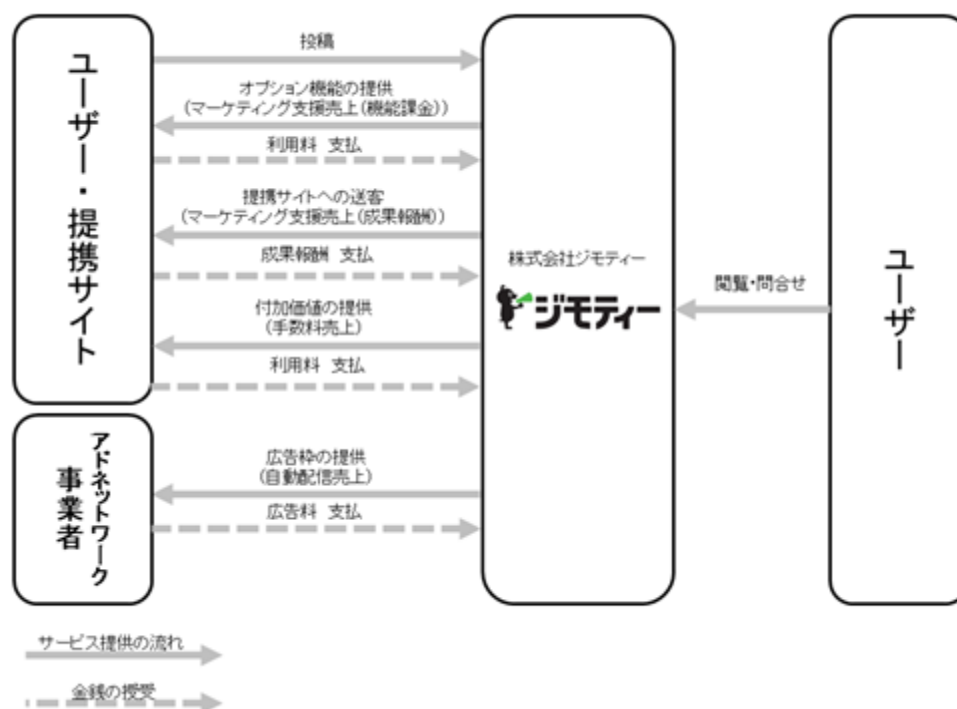 ユーザー・提携サイト
投稿
オプション機能の提供
(マーケティング支援売上(機能課金))
利用料 支払
提携サイトへの送客
(マーケティング支援売上(成果報酬))
成果報酬 支払
付加価値の提供
(手数料売上)
利用料 支払
アドネットワーク
事業者
広告枠の提供
(自動配信売上)
広告料 支払
株式会社ジモティー
ジモティー
閲覧・問合せ
ユーザー
サービス提供の流れ
金銭の授受